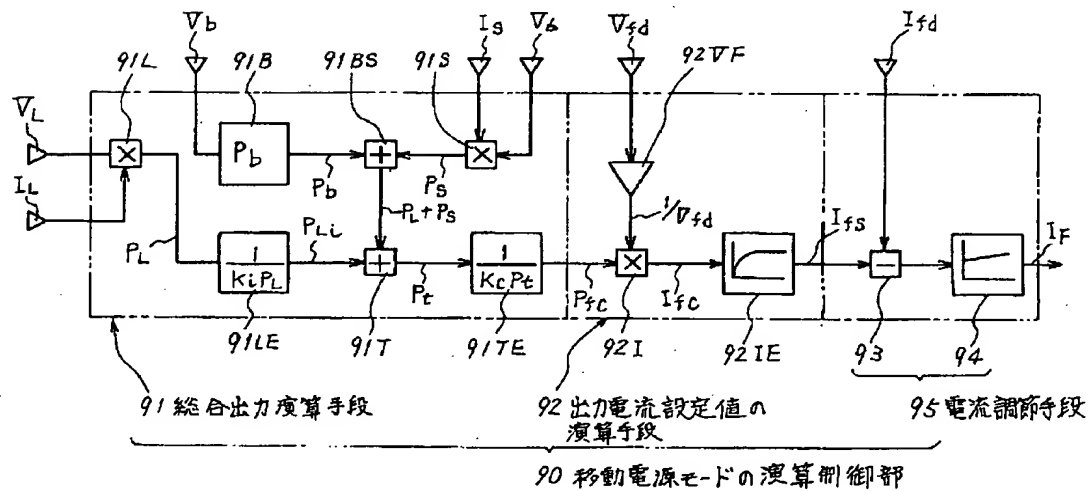 V_b
I_s
V_s
V_fd
I_fd
91L
91B
91BS
91S
92VF
V_L
I_L
×
P_b
+
×
P_b
P_s
P_L+P_s
1/V_fd
P_L
1/KiP_L
P_Li
+
P_t
1/KcP_t
P_fc
×
I_fc
I_fs
−
I_F
91LE
91T
91TE
92I
92IE
93
94
91 総合出力演算手段
92 出力電流設定値の
演算手段
95 電流調節手段
90 移動電源モードの演算制御部